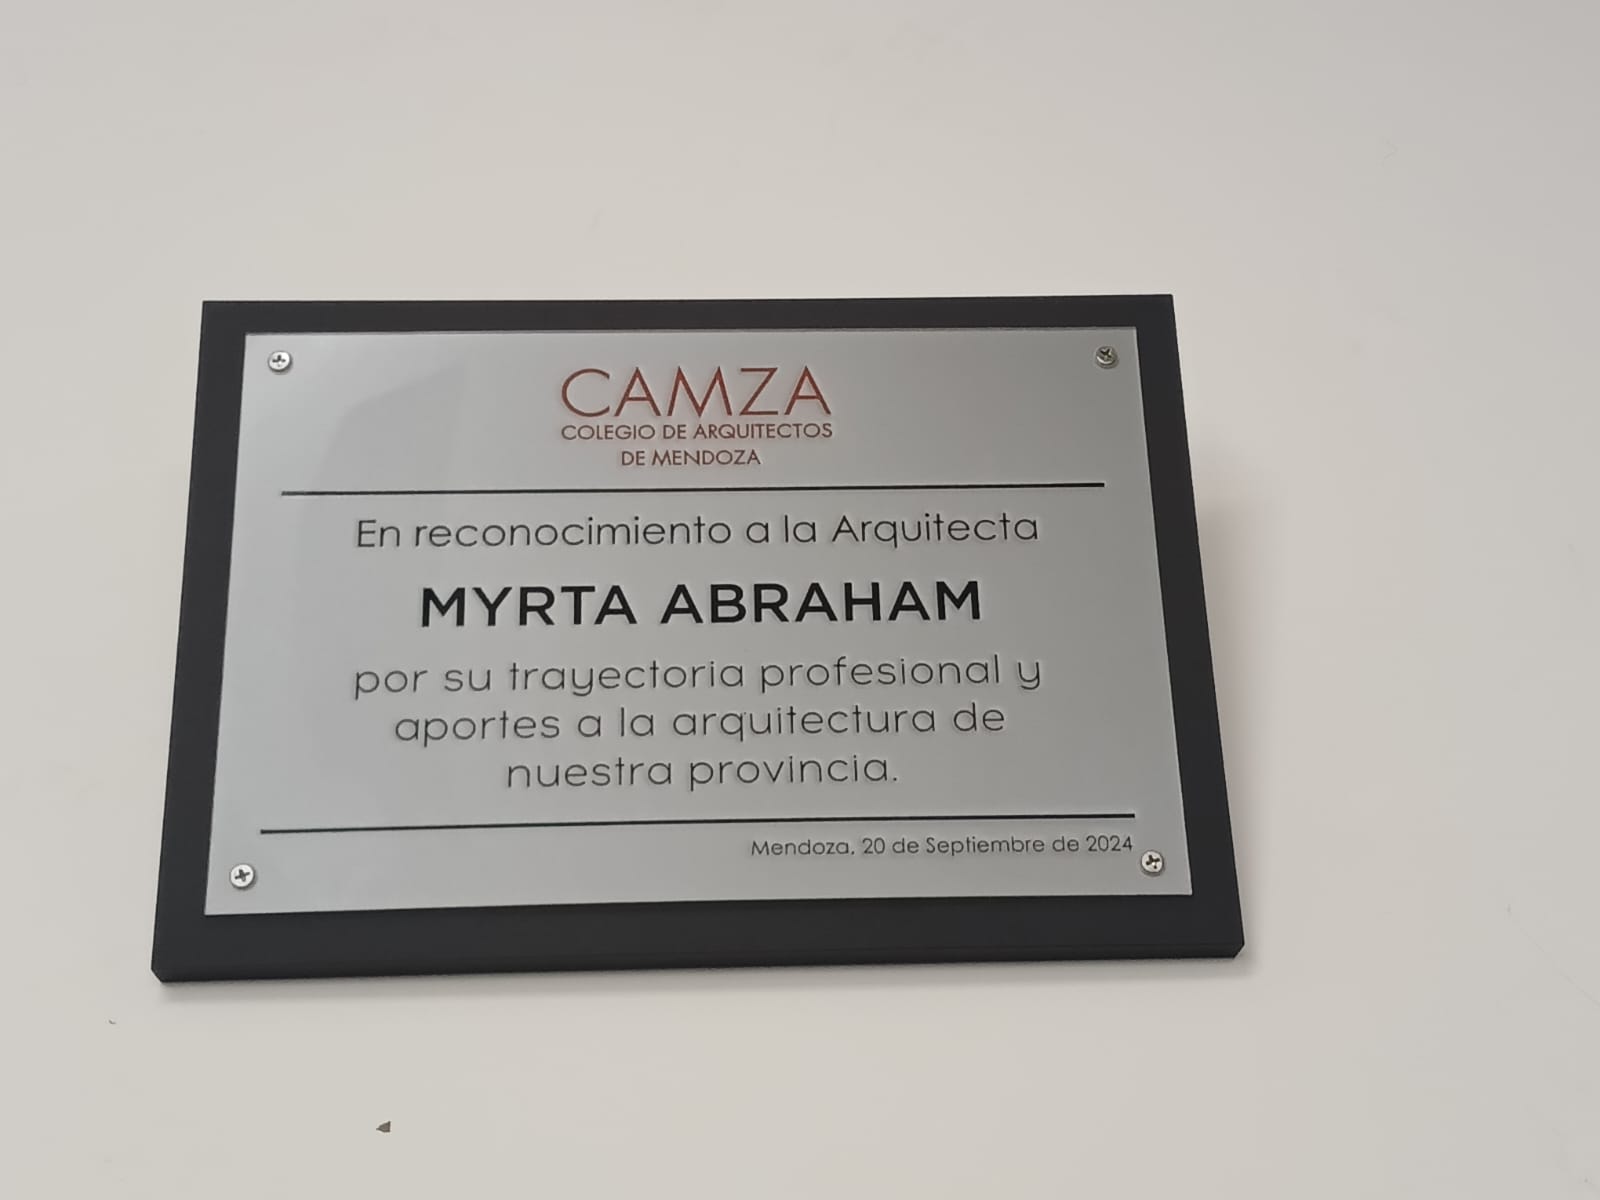 CAMZA
COLEGIO DE ARQUITECTOS
DE MENDOZA
En reconocimiento a la Arquitecta
MYRTA ABRAHAM
por su trayectoria profesional y
aportes a la arquitectura de
nuestra provincia.
Mendoza, 20 de Septiembre de 2024